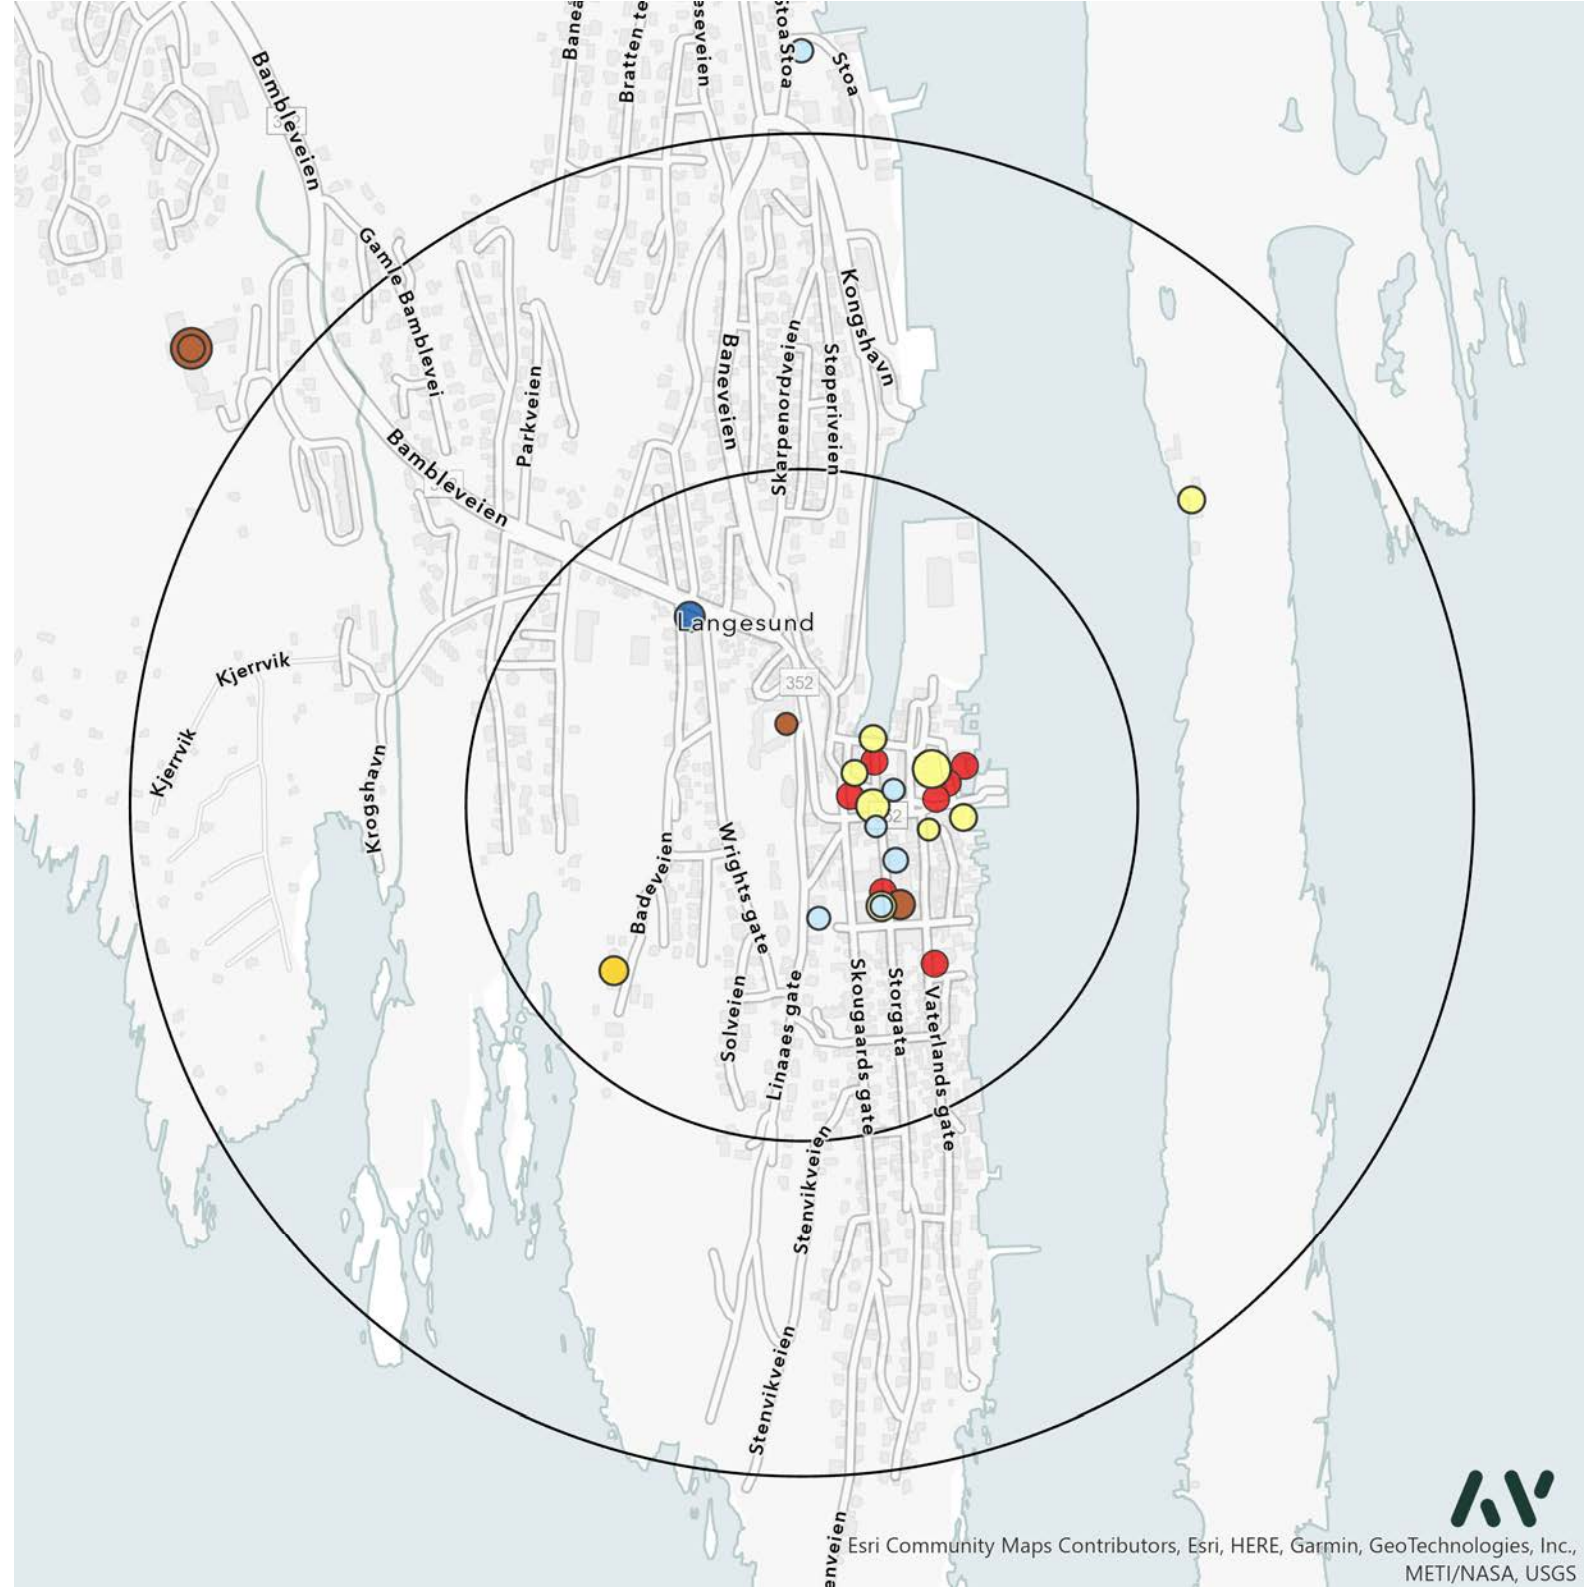 Stoa
Stoa
Stoa
Bambleveien
Gamle Bamblevei
Kongshavn
Baneveien
Skarpenordveien
Støperiveien
Parkveien
Bambleveien
Langesund
352
Kjerrvik
Kjerrvik
Krogshavn
Badeveien
Wrights gate
Solveien
Linaaes gate
Skougaards gate
Storgata
Vaterlands gate
Stenvikveien
Stenvikveien
Esri Community Maps Contributors, Esri, HERE, Garmin, GeoTechnologies, Inc.,
METI/NASA, USGS